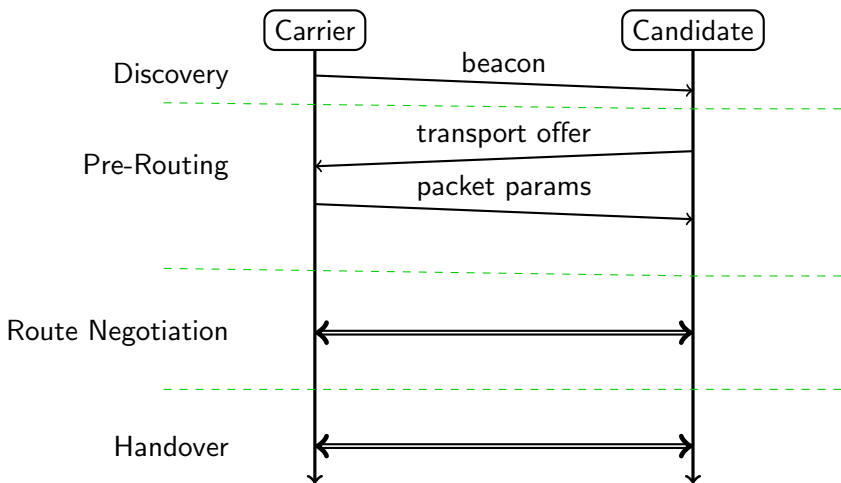 Carrier
Candidate
Discovery
beacon
transport offer
Pre-Routing
packet params
Route Negotiation
Handover